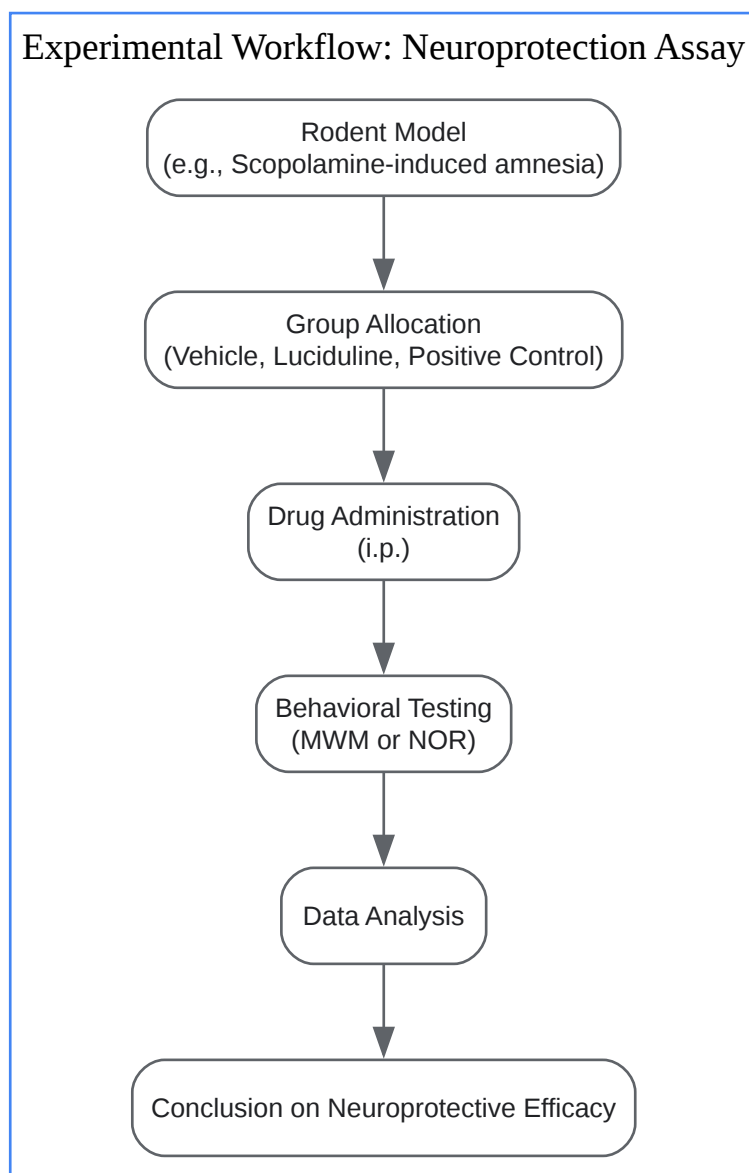 Experimental Workflow: Neuroprotection Assay
Rodent Model
(e.g., Scopolamine-induced amnesia)
Group Allocation
(Vehicle, Luciduline, Positive Control)
Drug Administration
(i.p.)
Behavioral Testing
(MWM or NOR)
Data Analysis
Conclusion on Neuroprotective Efficacy